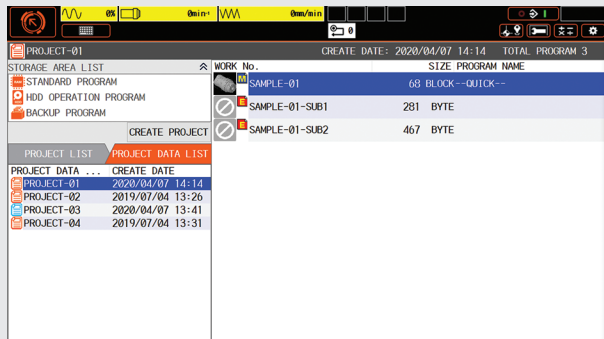 0% 0min-¹ 0mm/min
0
PROJECT-01 CREATE DATE: 2020/04/07 14:14 TOTAL PROGRAM 3
STORAGE AREA LIST
STANDARD PROGRAM
HDD OPERATION PROGRAM
BACKUP PROGRAM
CREATE PROJECT
PROJECT LIST PROJECT DATA LIST
PROJECT DATA ... CREATE DATE
PROJECT-01 2020/04/07 14:14
PROJECT-02 2019/07/04 13:26
PROJECT-03 2020/04/07 13:41
PROJECT-04 2019/07/04 13:31
WORK No. SIZE PROGRAM NAME
M SAMPLE-01 68 BLOCK--QUICK--
E SAMPLE-01-SUB1 281 BYTE
E SAMPLE-01-SUB2 467 BYTE